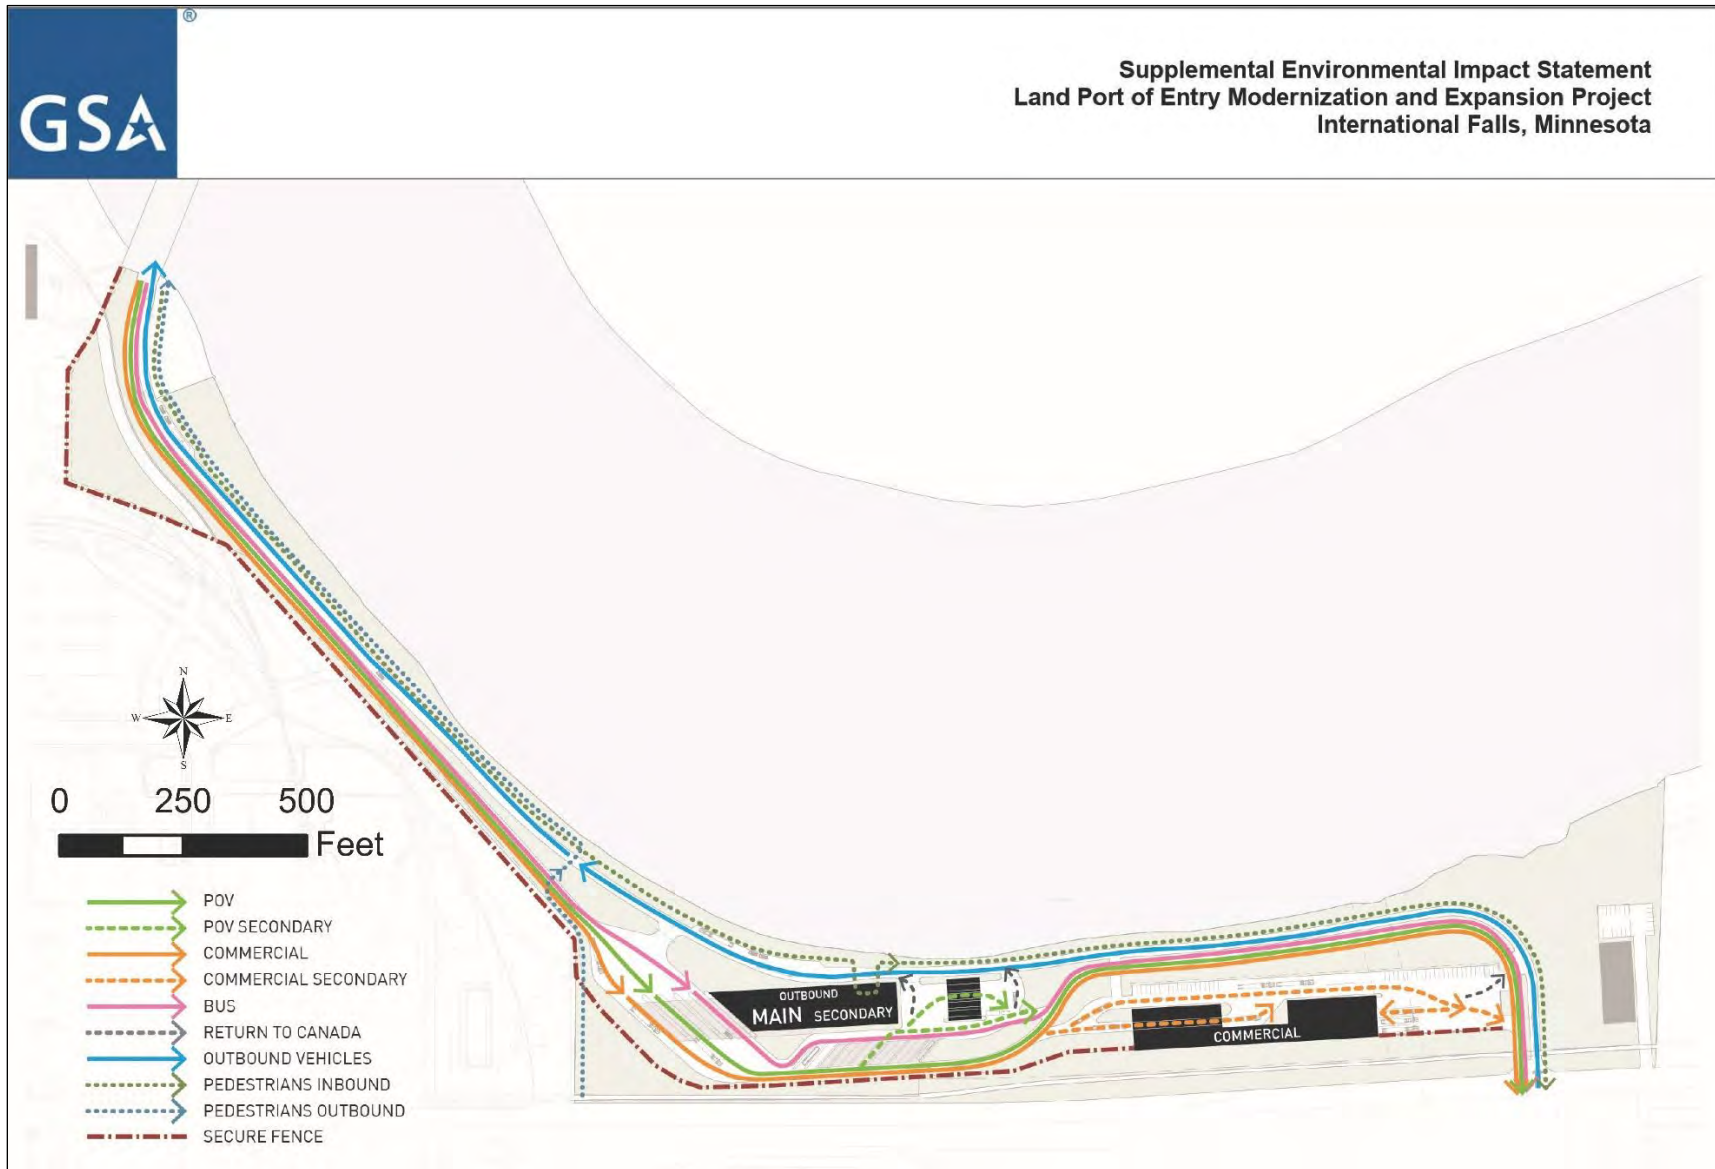 ®
GSA
Supplemental Environmental Impact Statement
Land Port of Entry Modernization and Expansion Project
International Falls, Minnesota
N
W E
S
0 250 500
Feet
POV
POV SECONDARY
COMMERCIAL
COMMERCIAL SECONDARY
BUS
RETURN TO CANADA
OUTBOUND VEHICLES
PEDESTRIANS INBOUND
PEDESTRIANS OUTBOUND
SECURE FENCE
OUTBOUND
MAIN SECONDARY
COMMERCIAL